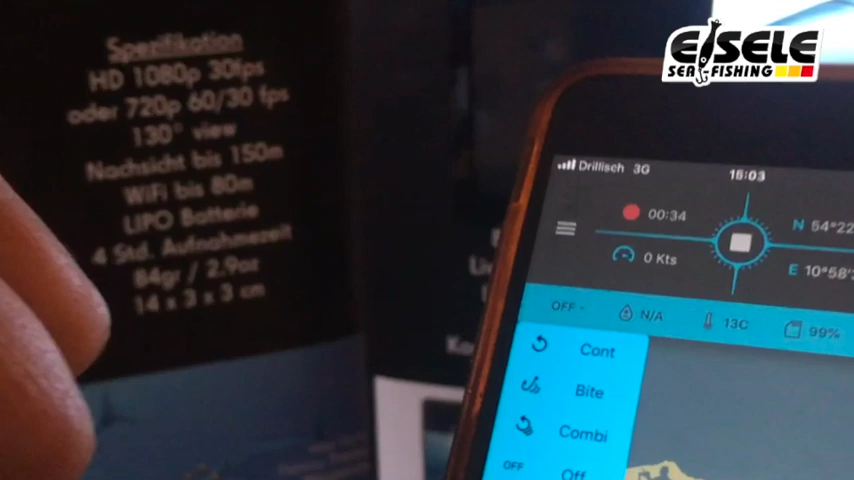 EISELE
SEA-FISHING
Spezifikation
HD 1080p 30fps
oder 720p 60/30 fps
130° view
Nachsicht bis 150m
WiFi bis 80m
LIPO Batterie
4 Std. Aufnahmezeit
84gr / 2.9oz
14 x 3 x 3 cm
Drillisch 3G
15:03
00:34
N 54°22
0 Kts
E 10°58'
OFF
N/A
13C
99%
Cont
Bite
Combi
OFF Off